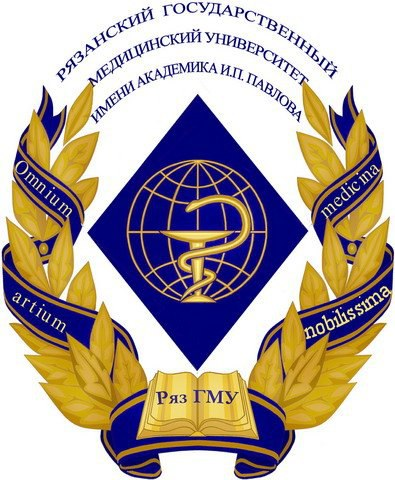 РЯЗАНСКИЙ ГОСУДАРСТВЕННЫЙ
МЕДИЦИНСКИЙ УНИВЕРСИТЕТ
ИМЕНИ АКАДЕМИКА И.П. ПАВЛОВА
Omnium
medicina
artium
nobilissima
Ряз ГМУ